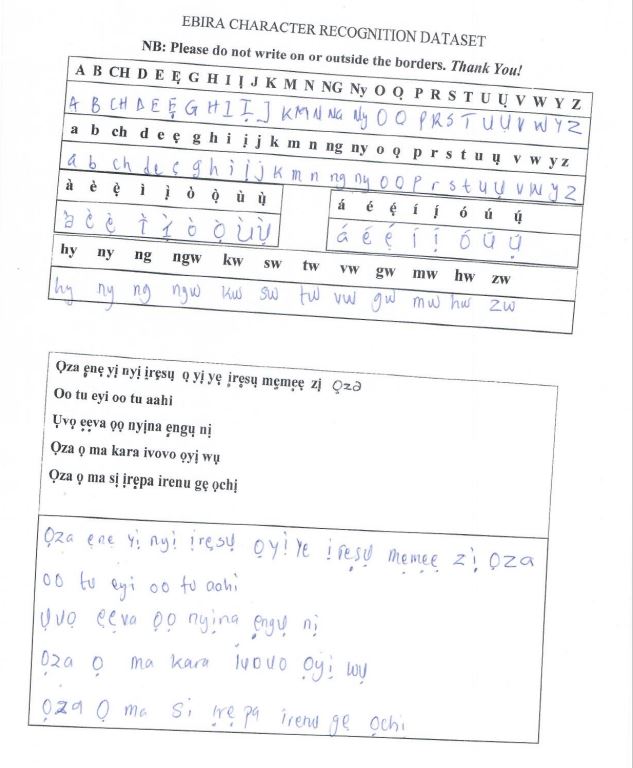 EBIRA CHARACTER RECOGNITION DATASET
NB: Please do not write on or outside the borders. Thank You!
A B CH D E Ẹ G H I Ị J K M N NG Ny O Ọ P R S T U Ụ V W Y Z
A B CH D E Ẹ G H I Ị J K M N NG Ny O O P R S T U U V W Y Z
a b ch d e ẹ g h i ị j k m n ng ny o ọ p r s t u ụ v w y z
a b ch d e ẹ g h i ị j k m n ng ny o o p r s t u ụ v w y z
à è ẹ̀ ì ị̀ ò ọ̀ ù ụ̀
à è ẹ̀ ì ị̀ ò ọ̀ ù ụ̀
á é ẹ́ í ị́ ó ú ụ́
á é ẹ́ í ị́ ó ú ụ́
hy ny ng ngw kw sw tw vw gw mw hw zw
hy ny ng ngw kw sw tw vw gw mw hw zw
Ọza ẹnẹ yị nyị ịrẹsụ ọ yị yẹ ịrẹsụ mẹmẹẹ zị Ọza
Oo tu eyi oo tu aahi
Ụvọ ẹẹva ọọ nyịna ẹngụ nị
Ọza ọ ma kara ivovo ọyị wụ
Ọza ọ ma sị ịrẹpa irenu gẹ ọchị
Ọza ẹnẹ yị nyị ịrẹsụ ọyị ye ịrẹsụ mẹmẹẹ zị Ọza
oo tu eyi oo tu aahi
Ụvọ ẹẹva ọọ nyịna ẹngụ nị
Ọza Ọ ma kara ivovo Ọyị wụ
Ọza Ọ ma si ịrẹpa irenu gẹ Ọchi